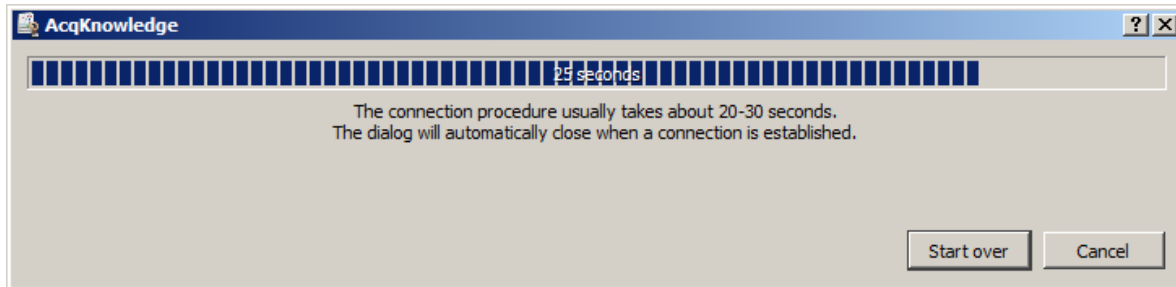 AcqKnowledge
25 seconds
The connection procedure usually takes about 20-30 seconds.
The dialog will automatically close when a connection is established.
Start over
Cancel